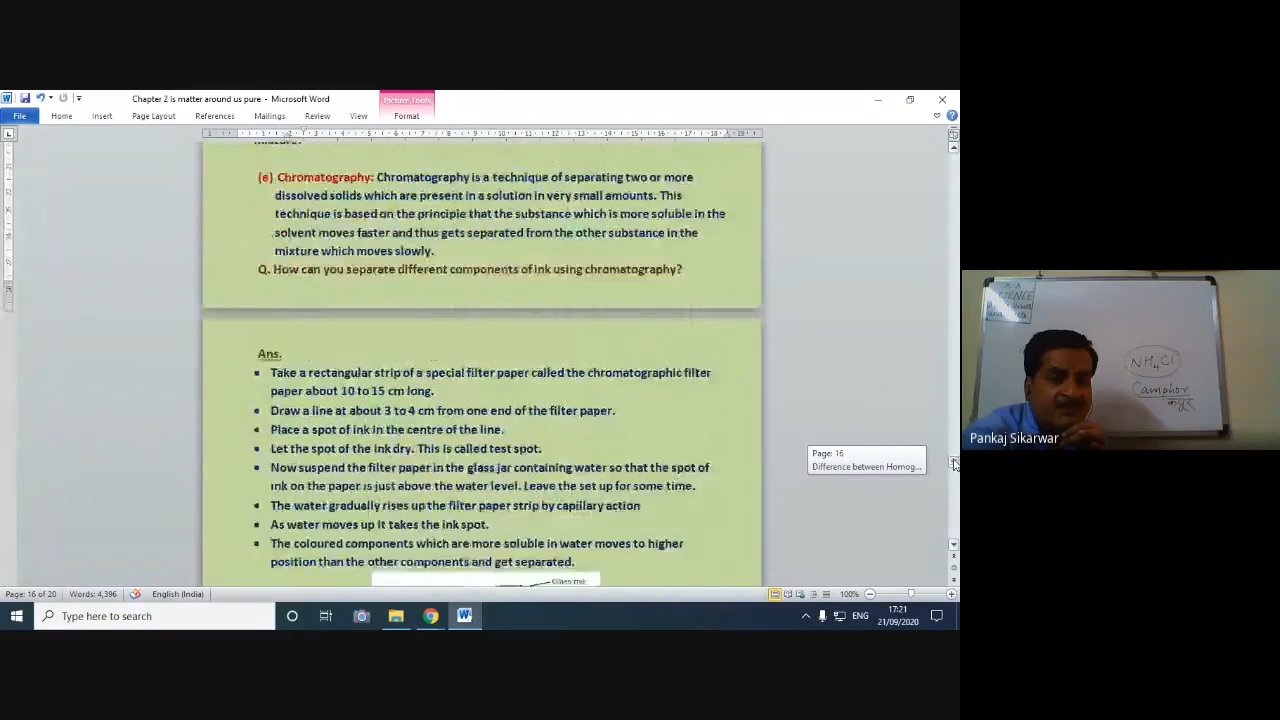 Chapter 2 Is matter around us pure - Microsoft Word
Picture Tools
File Home Insert Page Layout References Mailings Review View Format
Mixture?
(e) Chromatography: Chromatography is a technique of separating two or more
dissolved solids which are present in a solution in very small amounts. This
technique is based on the principle that the substance which is more soluble in the
solvent moves faster and thus gets separated from the other substance in the
mixture which moves slowly.
Q. How can you separate different components of ink using chromatography?
Ans.
Take a rectangular strip of a special filter paper called the chromatographic filter
paper about 10 to 15 cm long.
Draw a line at about 3 to 4 cm from one end of the filter paper.
Place a spot of ink in the centre of the line.
Let the spot of the ink dry. This is called test spot.
Now suspend the filter paper in the glass jar containing water so that the spot of
ink on the paper is just above the water level. Leave the set up for some time.
The water gradually rises up the filter paper strip by capillary action
As water moves up it takes the ink spot.
The coloured components which are more soluble in water moves to higher
position than the other components and get separated.
Page: 16
Difference between Homog...
Page: 16 of 20 Words: 4,396 English (India) 100%
Type here to search
ENG
17:21
21/09/2020
X A
SCIENCE
NH4Cl
Camphor
कपूर
Pankaj Sikarwar